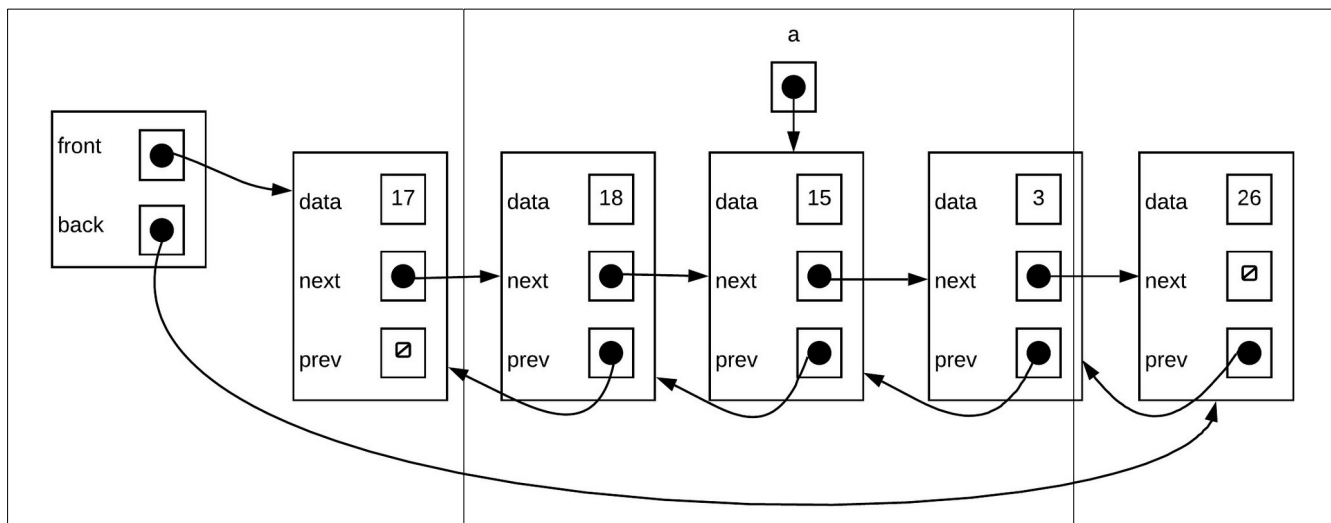 a
front
back
data 17
next
prev
data 18
next
prev
data 15
next
prev
data 3
next
prev
data 26
next
prev